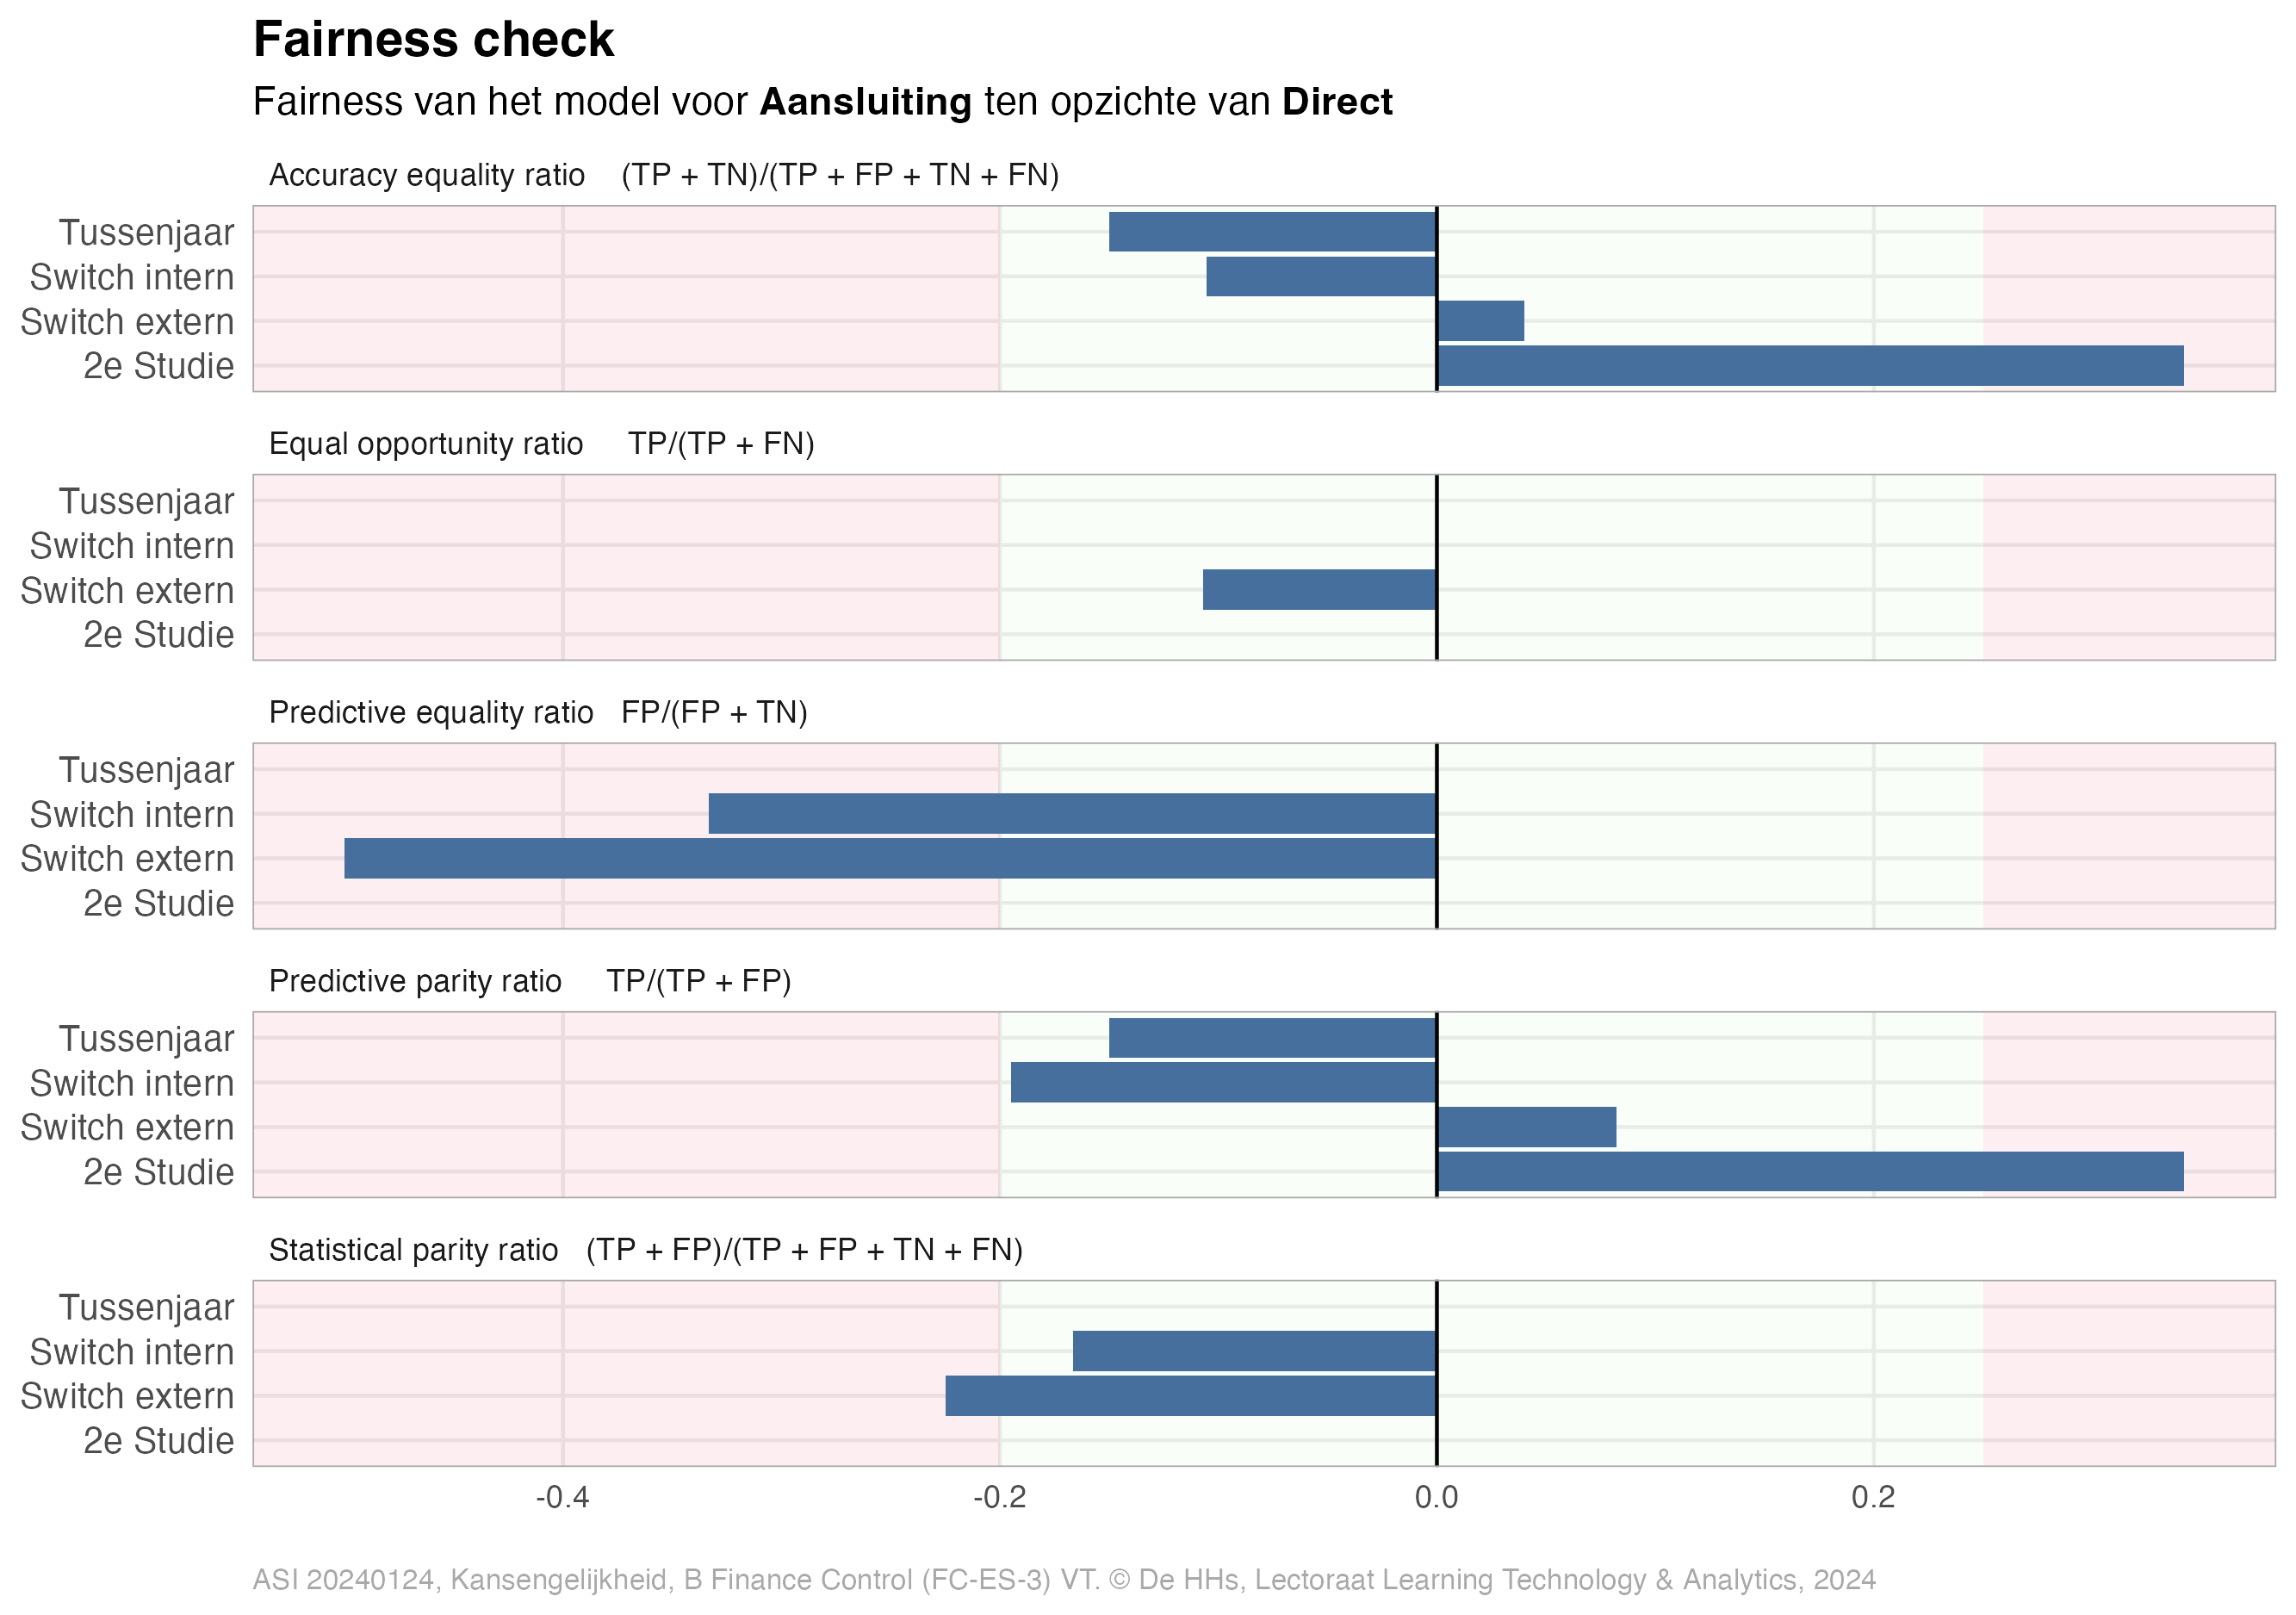 Fairness check
Fairness van het model voor Aansluiting ten opzichte van Direct
Accuracy equality ratio (TP + TN)/(TP + FP + TN + FN)
Tussenjaar
Switch intern
Switch extern
2e Studie
Equal opportunity ratio TP/(TP + FN)
Tussenjaar
Switch intern
Switch extern
2e Studie
Predictive equality ratio FP/(FP + TN)
Tussenjaar
Switch intern
Switch extern
2e Studie
Predictive parity ratio TP/(TP + FP)
Tussenjaar
Switch intern
Switch extern
2e Studie
Statistical parity ratio (TP + FP)/(TP + FP + TN + FN)
Tussenjaar
Switch intern
Switch extern
2e Studie
-0.4 -0.2 0.0 0.2
ASI 20240124, Kansengelijkheid, B Finance Control (FC-ES-3) VT. © De HHs, Lectoraat Learning Technology & Analytics, 2024